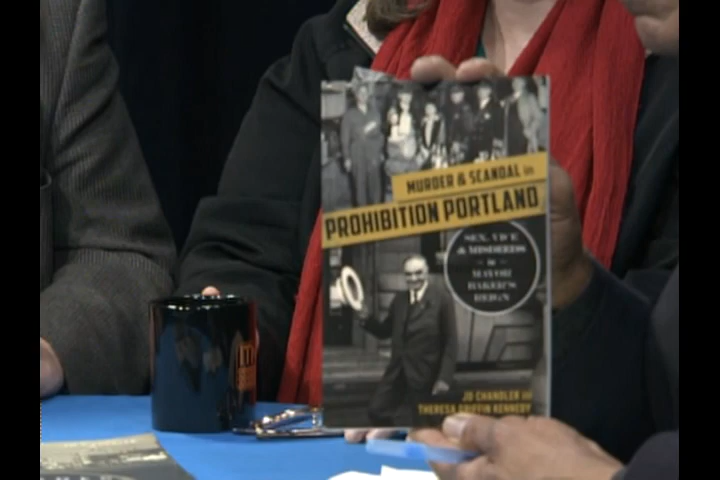 MURDER & SCANDAL in
PROHIBITION PORTLAND
SEX, VICE
& MISDEEDS
in
MAYOR
BAKER'S
REIGN
JD CHANDLER AND
THERESA GRIFFIN KENNEDY